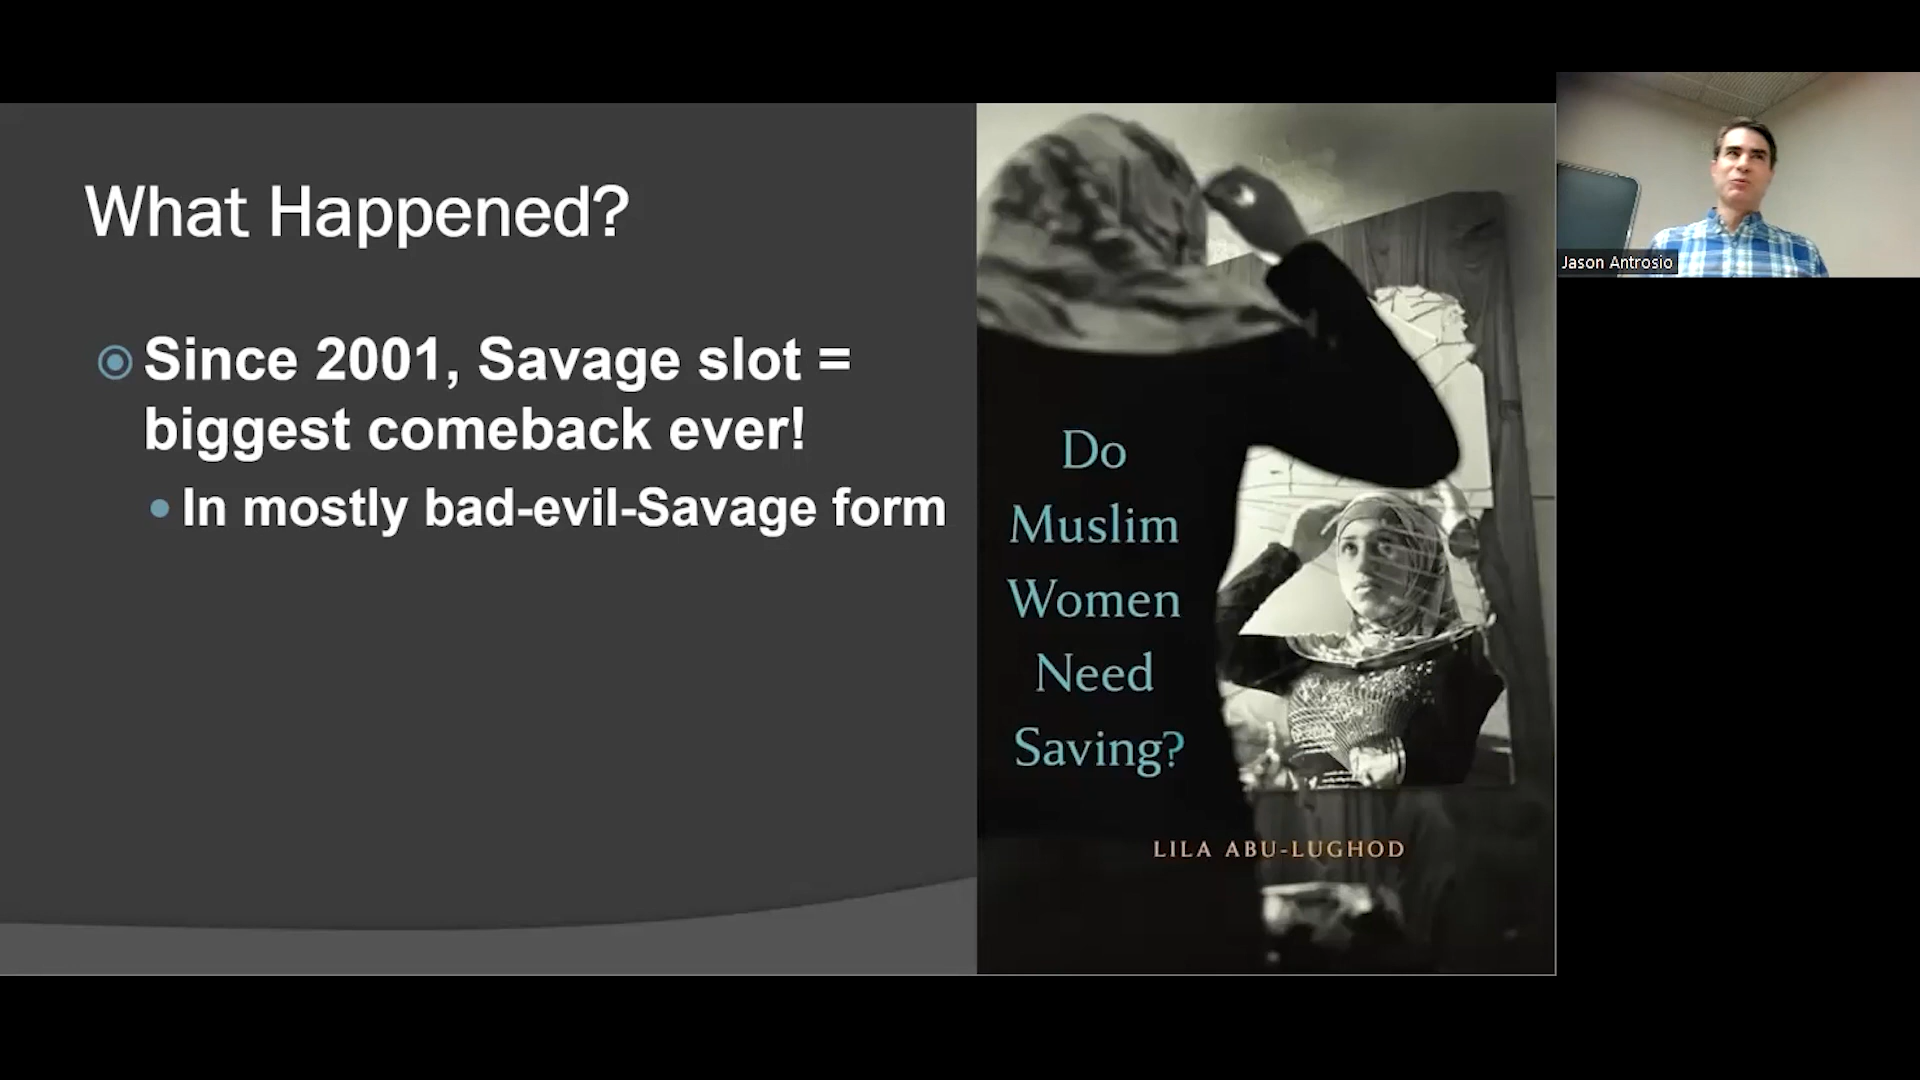 What Happened?
Since 2001, Savage slot =
biggest comeback ever!
In mostly bad-evil-Savage form
Do
Muslim
Women
Need
Saving?
LILA ABU-LUGHOD
Jason Antrosio